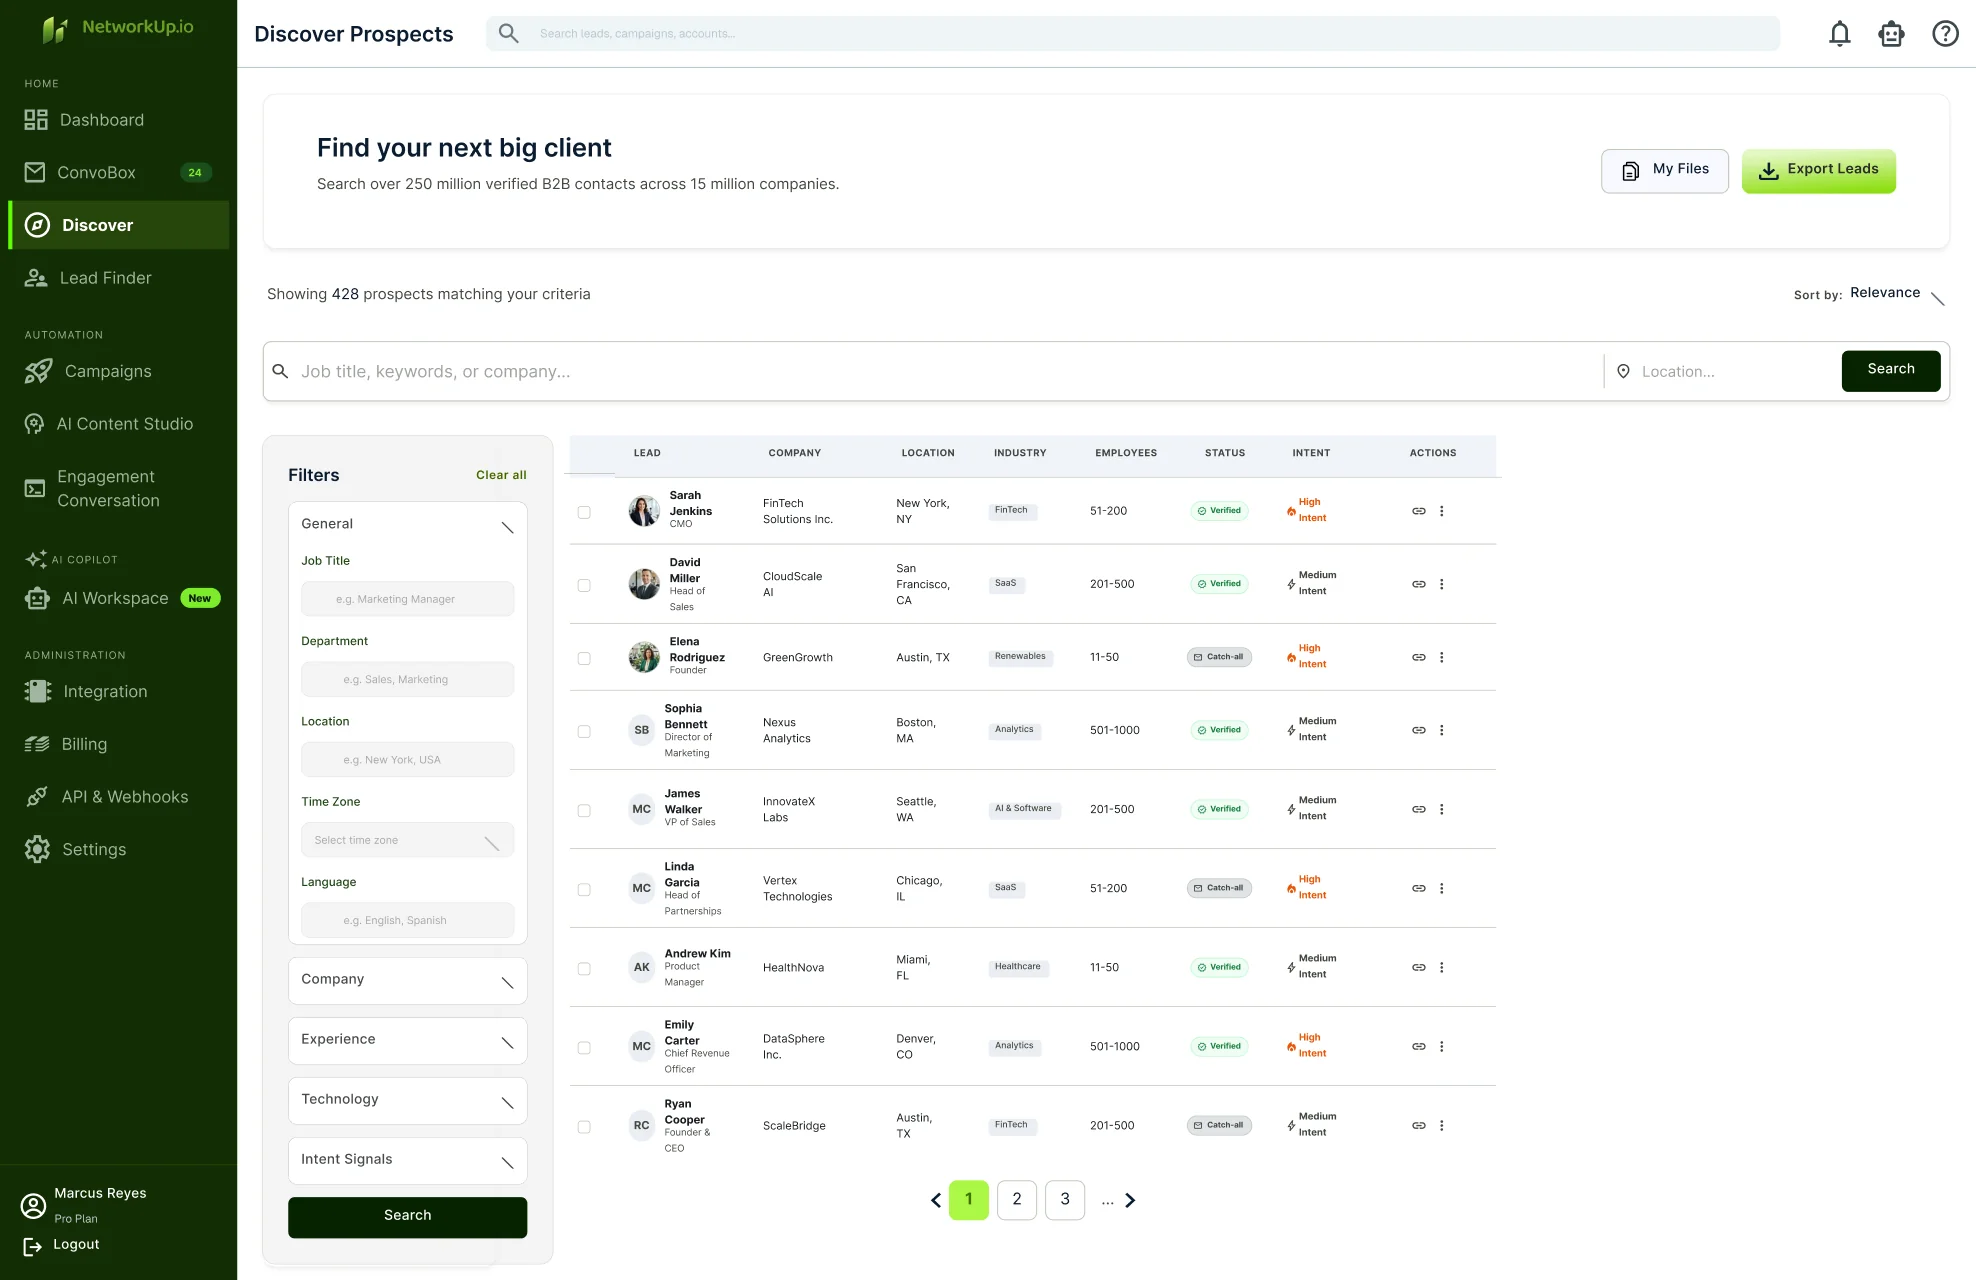 NetworkUp.io
HOME
Dashboard
ConvoBox
24
Discover
Lead Finder
AUTOMATION
Campaigns
AI Content Studio
Engagement
Conversation
AI COPILOT
AI Workspace
New
ADMINISTRATION
Integration
Billing
API & Webhooks
Settings
Marcus Reyes
Pro Plan
Logout
Discover Prospects
Search leads, campaigns, accounts...
Find your next big client
Search over 250 million verified B2B contacts across 15 million companies.
My Files
Export Leads
Showing 428 prospects matching your criteria
Sort by: Relevance
Job title, keywords, or company...
Location...
Search
Filters
Clear all
General
Job Title
e.g. Marketing Manager
Department
e.g. Sales, Marketing
Location
e.g. New York, USA
Time Zone
Select time zone
Language
e.g. English, Spanish
Company
Experience
Technology
Intent Signals
Search
LEAD COMPANY LOCATION INDUSTRY EMPLOYEES STATUS INTENT ACTIONS
Sarah
Jenkins
CMO
FinTech
Solutions Inc.
New York,
NY
FinTech
51-200
Verified
High
Intent
David
Miller
Head of
Sales
CloudScale
AI
San
Francisco,
CA
SaaS
201-500
Verified
Medium
Intent
Elena
Rodriguez
Founder
GreenGrowth
Austin, TX
Renewables
11-50
Catch-all
High
Intent
SB
Sophia
Bennett
Director of
Marketing
Nexus
Analytics
Boston,
MA
Analytics
501-1000
Verified
Medium
Intent
MC
James
Walker
VP of Sales
InnovateX
Labs
Seattle,
WA
AI & Software
201-500
Verified
Medium
Intent
MC
Linda
Garcia
Head of
Partnerships
Vertex
Technologies
Chicago,
IL
SaaS
51-200
Catch-all
High
Intent
AK
Andrew Kim
Product
Manager
HealthNova
Miami,
FL
Healthcare
11-50
Verified
Medium
Intent
MC
Emily
Carter
Chief Revenue
Officer
DataSphere
Inc.
Denver,
CO
Analytics
501-1000
Verified
High
Intent
RC
Ryan
Cooper
Founder &
CEO
ScaleBridge
Austin,
TX
FinTech
201-500
Catch-all
Medium
Intent
1 2 3 ...